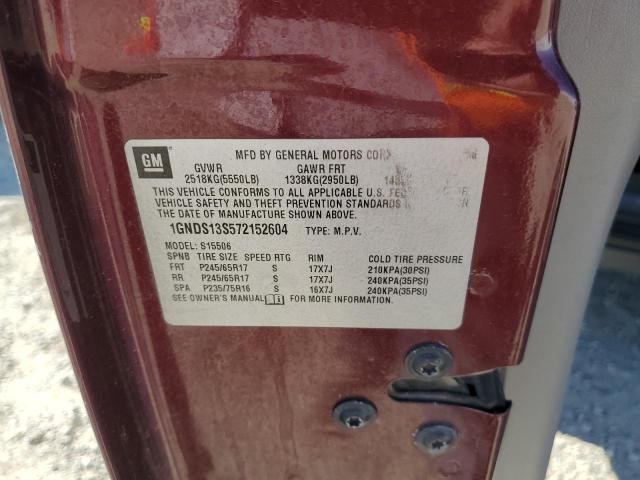 GM
MFD BY GENERAL MOTORS CORP
GVWR GAWR FRT
2518KG(5550LB) 1338KG(2950LB)
THIS VEHICLE CONFORMS TO ALL APPLICABLE U.S.
VEHICLE SAFETY AND THEFT PREVENTION STANDARDS
THE DATE OF MANUFACTURE SHOWN ABOVE.
1GNDS13S572152604 TYPE: M.P.V.
MODEL: S15506
SPNB TIRE SIZE SPEED RTG RIM COLD TIRE PRESSURE
FRT P245/65R17 S 17X7J 210KPA(30PSI)
RR P245/65R17 S 17X7J 240KPA(35PSI)
SPA P235/75R16 S 16X7J 240KPA(35PSI)
SEE OWNER'S MANUAL FOR MORE INFORMATION.